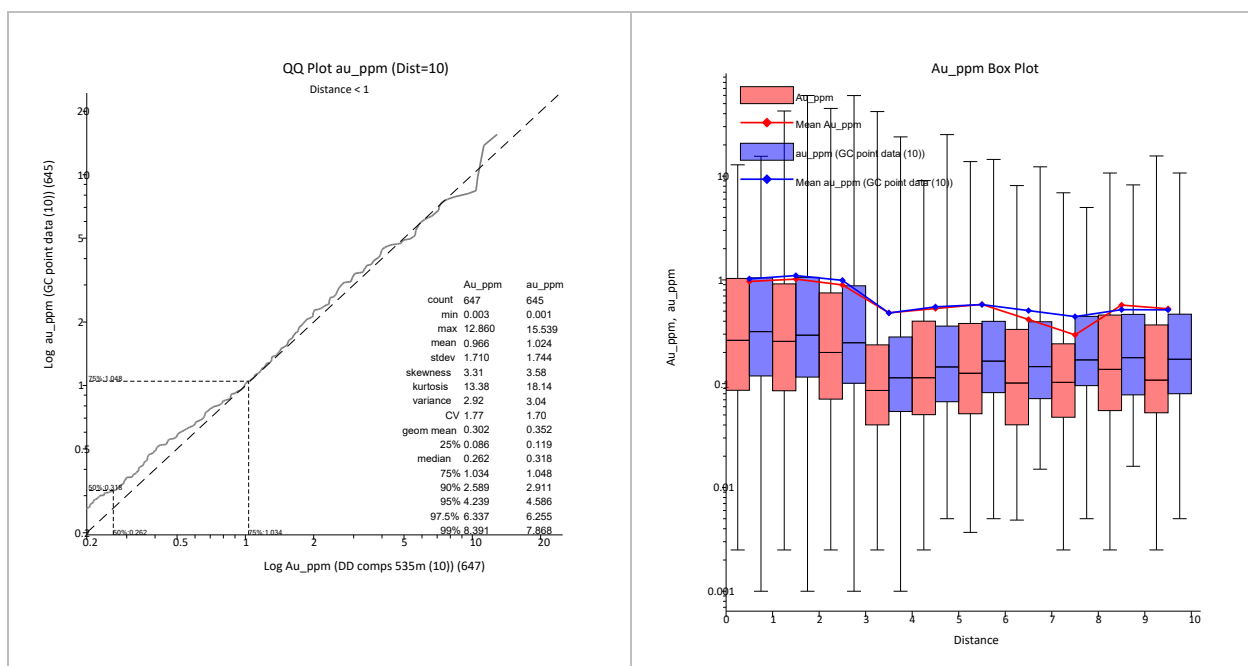 QQ Plot au_ppm (Dist=10)
Distance < 1
Log au_ppm (GC point data (10)) (645)
20
10
5
2
1
0.5
0.2
75%:1.048
50%:0.318
50%:0.262
75%:1.034
0.2 0.5 1 2 5 10 20
Log Au_ppm (DD comps 535m (10)) (647)
Au_ppm au_ppm
count 647 645
min 0.003 0.001
max 12.860 15.539
mean 0.966 1.024
stdev 1.710 1.744
skewness 3.31 3.58
kurtosis 13.38 18.14
variance 2.92 3.04
CV 1.77 1.70
geom mean 0.302 0.352
25% 0.086 0.119
median 0.262 0.318
75% 1.034 1.048
90% 2.589 2.911
95% 4.239 4.586
97.5% 6.337 6.255
99% 8.391 7.868
Au_ppm Box Plot
Au_ppm
Mean Au_ppm
au_ppm (GC point data (10))
Mean au_ppm (GC point data (10))
Au_ppm, au_ppm
10
1
0.1
0.01
0.001
0 1 2 3 4 5 6 7 8 9 10
Distance